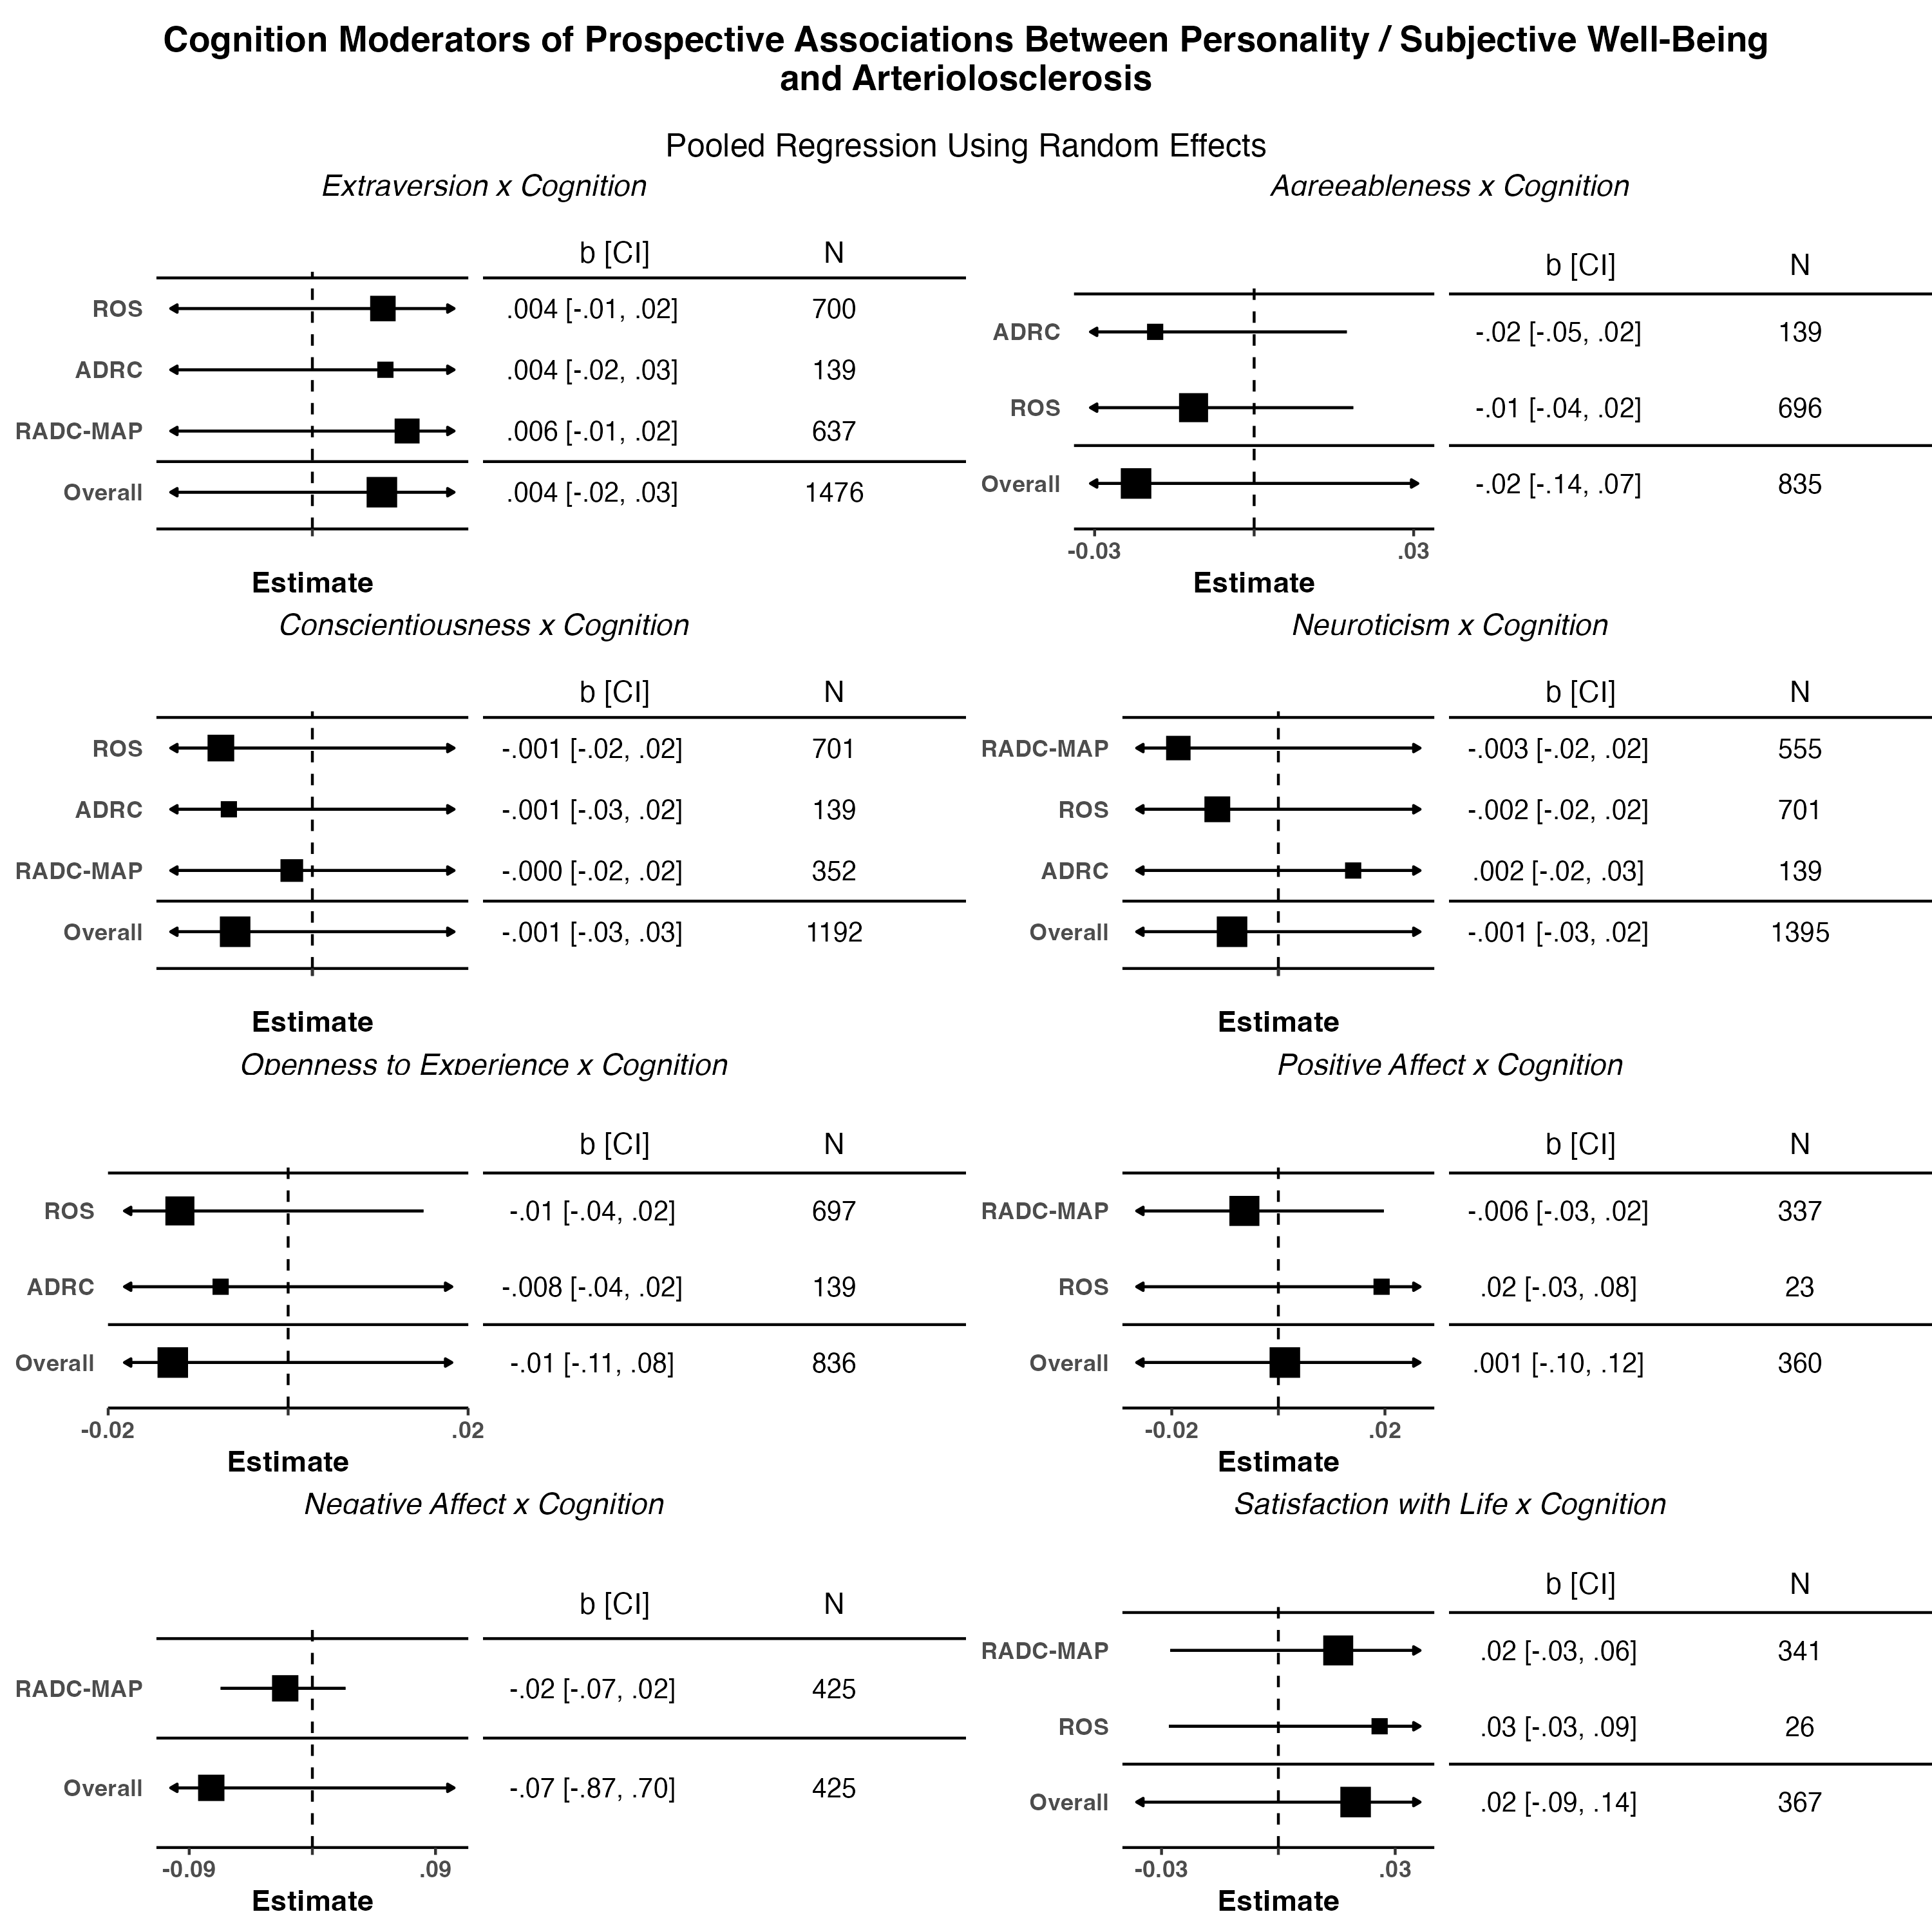 Cognition Moderators of Prospective Associations Between Personality / Subjective Well-Being
and Arteriolosclerosis
Pooled Regression Using Random Effects
Extraversion x Cognition
b [CI] N
ROS .004 [-.01, .02] 700
ADRC .004 [-.02, .03] 139
RADC-MAP .006 [-.01, .02] 637
Overall .004 [-.02, .03] 1476
Estimate
Agreeableness x Cognition
b [CI] N
ADRC -.02 [-.05, .02] 139
ROS -.01 [-.04, .02] 696
Overall -.02 [-.14, .07] 835
-0.03 .03
Estimate
Conscientiousness x Cognition
b [CI] N
ROS -.001 [-.02, .02] 701
ADRC -.001 [-.03, .02] 139
RADC-MAP -.000 [-.02, .02] 352
Overall -.001 [-.03, .03] 1192
Estimate
Neuroticism x Cognition
b [CI] N
RADC-MAP -.003 [-.02, .02] 555
ROS -.002 [-.02, .02] 701
ADRC .002 [-.02, .03] 139
Overall -.001 [-.03, .02] 1395
Estimate
Openness to Experience x Cognition
b [CI] N
ROS -.01 [-.04, .02] 697
ADRC -.008 [-.04, .02] 139
Overall -.01 [-.11, .08] 836
-0.02 .02
Estimate
Positive Affect x Cognition
b [CI] N
RADC-MAP -.006 [-.03, .02] 337
ROS .02 [-.03, .08] 23
Overall .001 [-.10, .12] 360
-0.02 .02
Estimate
Negative Affect x Cognition
b [CI] N
RADC-MAP -.02 [-.07, .02] 425
Overall -.07 [-.87, .70] 425
-0.09 .09
Estimate
Satisfaction with Life x Cognition
b [CI] N
RADC-MAP .02 [-.03, .06] 341
ROS .03 [-.03, .09] 26
Overall .02 [-.09, .14] 367
-0.03 .03
Estimate